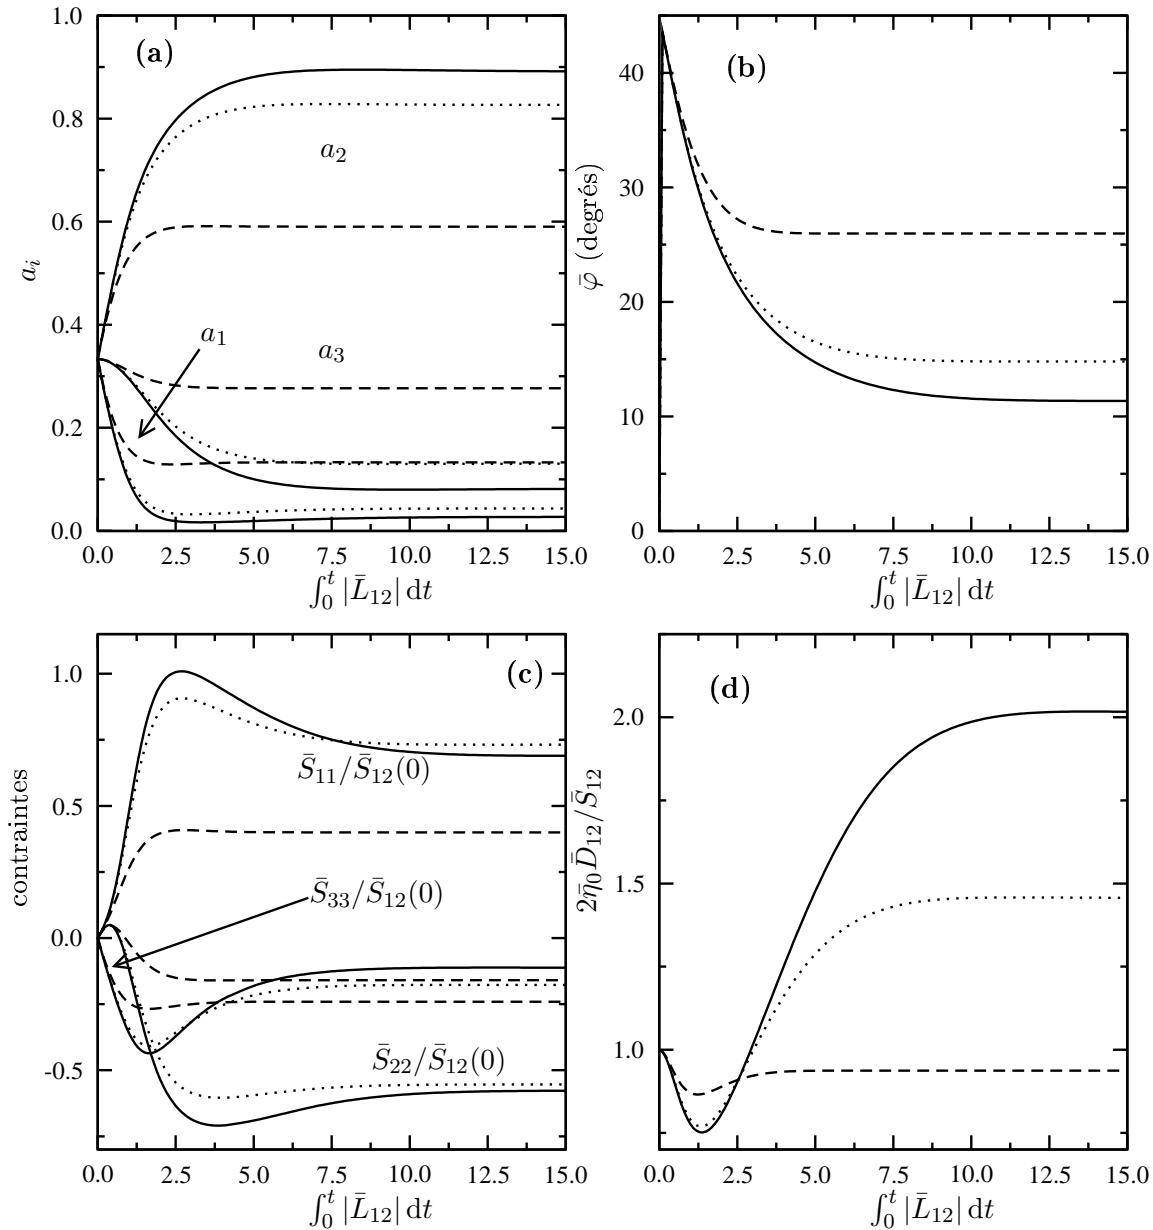 (a)
1.0
0.8
0.6
0.4
0.2
0.0
a_i
a_2
a_1
a_3
0.0 2.5 5.0 7.5 10.0 12.5 15.0
∫_0^t |L̄_12| dt
(b)
40
30
20
10
0
φ̄ (degrés)
0.0 2.5 5.0 7.5 10.0 12.5 15.0
∫_0^t |L̄_12| dt
(c)
1.0
0.5
0.0
-0.5
contraintes
S̄_11/S̄_12(0)
S̄_33/S̄_12(0)
S̄_22/S̄_12(0)
0.0 2.5 5.0 7.5 10.0 12.5 15.0
∫_0^t |L̄_12| dt
(d)
2.0
1.5
1.0
2η̄_0D̄_12/S̄_12
0.0 2.5 5.0 7.5 10.0 12.5 15.0
∫_0^t |L̄_12| dt